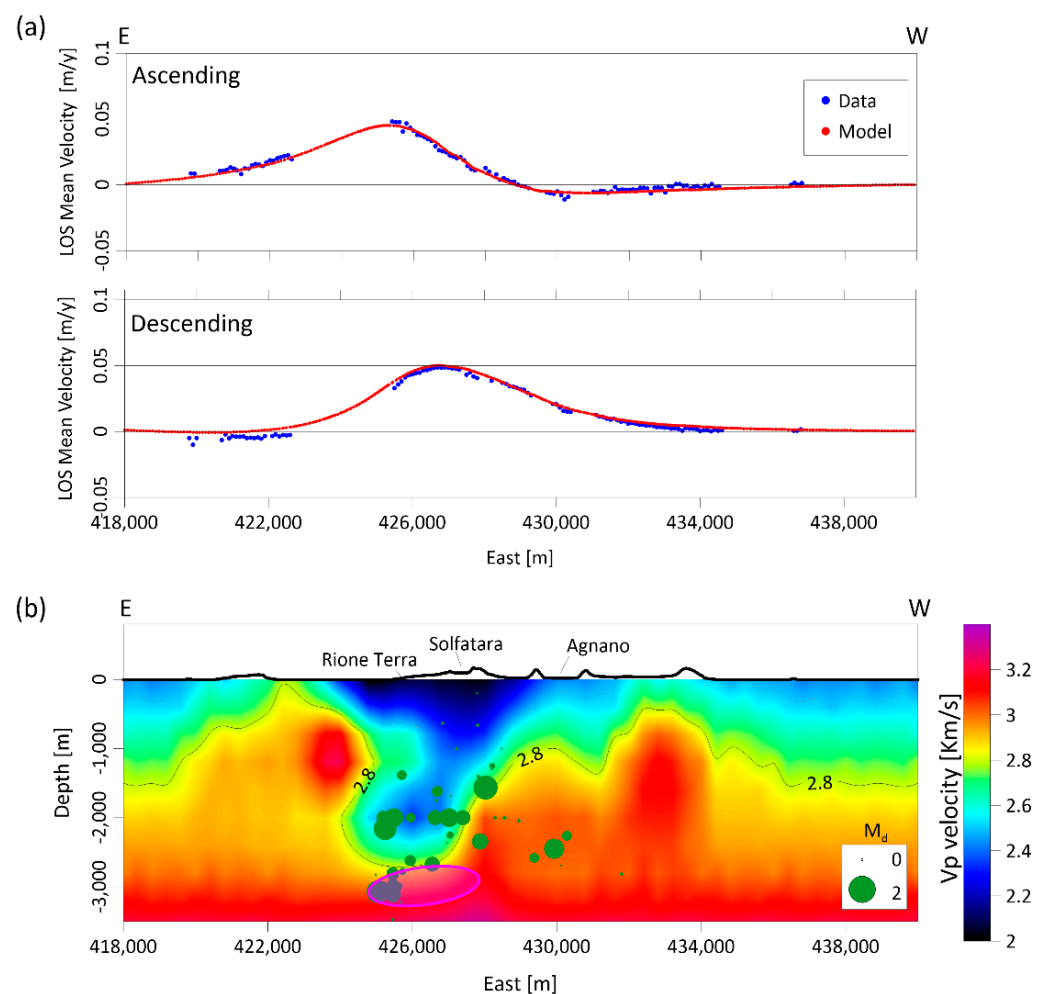 (a)
E W
0.1
0.05
0
-0.05
LOS Mean Velocity [m/y]
Ascending
Data
Model
0.1
0.05
0
-0.05
LOS Mean Velocity [m/y]
Descending
418,000 422,000 426,000 430,000 434,000 438,000
East [m]
(b)
E W
Solfatara
Rione Terra Agnano
0
-1,000
-2,000
-3,000
Depth [m]
2.8 2.8 2.8
M_d
0
2
418,000 422,000 426,000 430,000 434,000 438,000
East [m]
3.2
3
2.8
2.6
2.4
2.2
2
Vp velocity [Km/s]